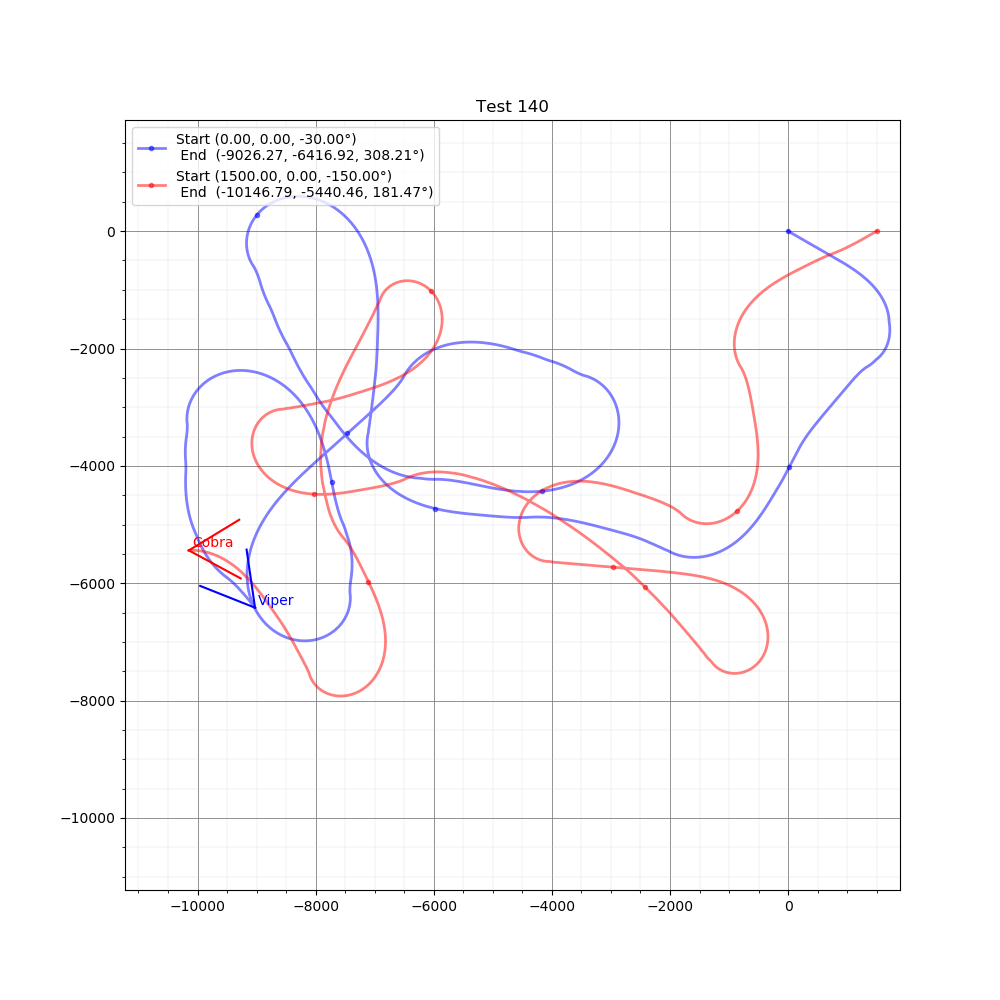 Test 140
Start (0.00, 0.00, -30.00°)
End (-9026.27, -6416.92, 308.21°)
Start (1500.00, 0.00, -150.00°)
End (-10146.79, -5440.46, 181.47°)
0
−2000
−4000
−6000
−8000
−10000
Cobra
Viper
−10000
−8000
−6000
−4000
−2000
0